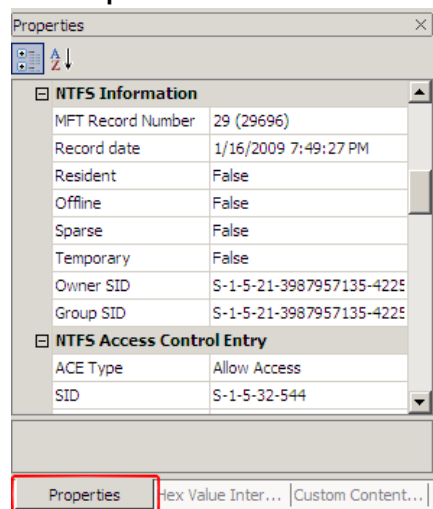 Properties
NTFS Information
MFT Record Number 29 (29696)
Record date 1/16/2009 7:49:27 PM
Resident False
Offline False
Sparse False
Temporary False
Owner SID S-1-5-21-3987957135-4225
Group SID S-1-5-21-3987957135-4225
NTFS Access Control Entry
ACE Type Allow Access
SID S-1-5-32-544
Properties Hex Value Inter... Custom Content...